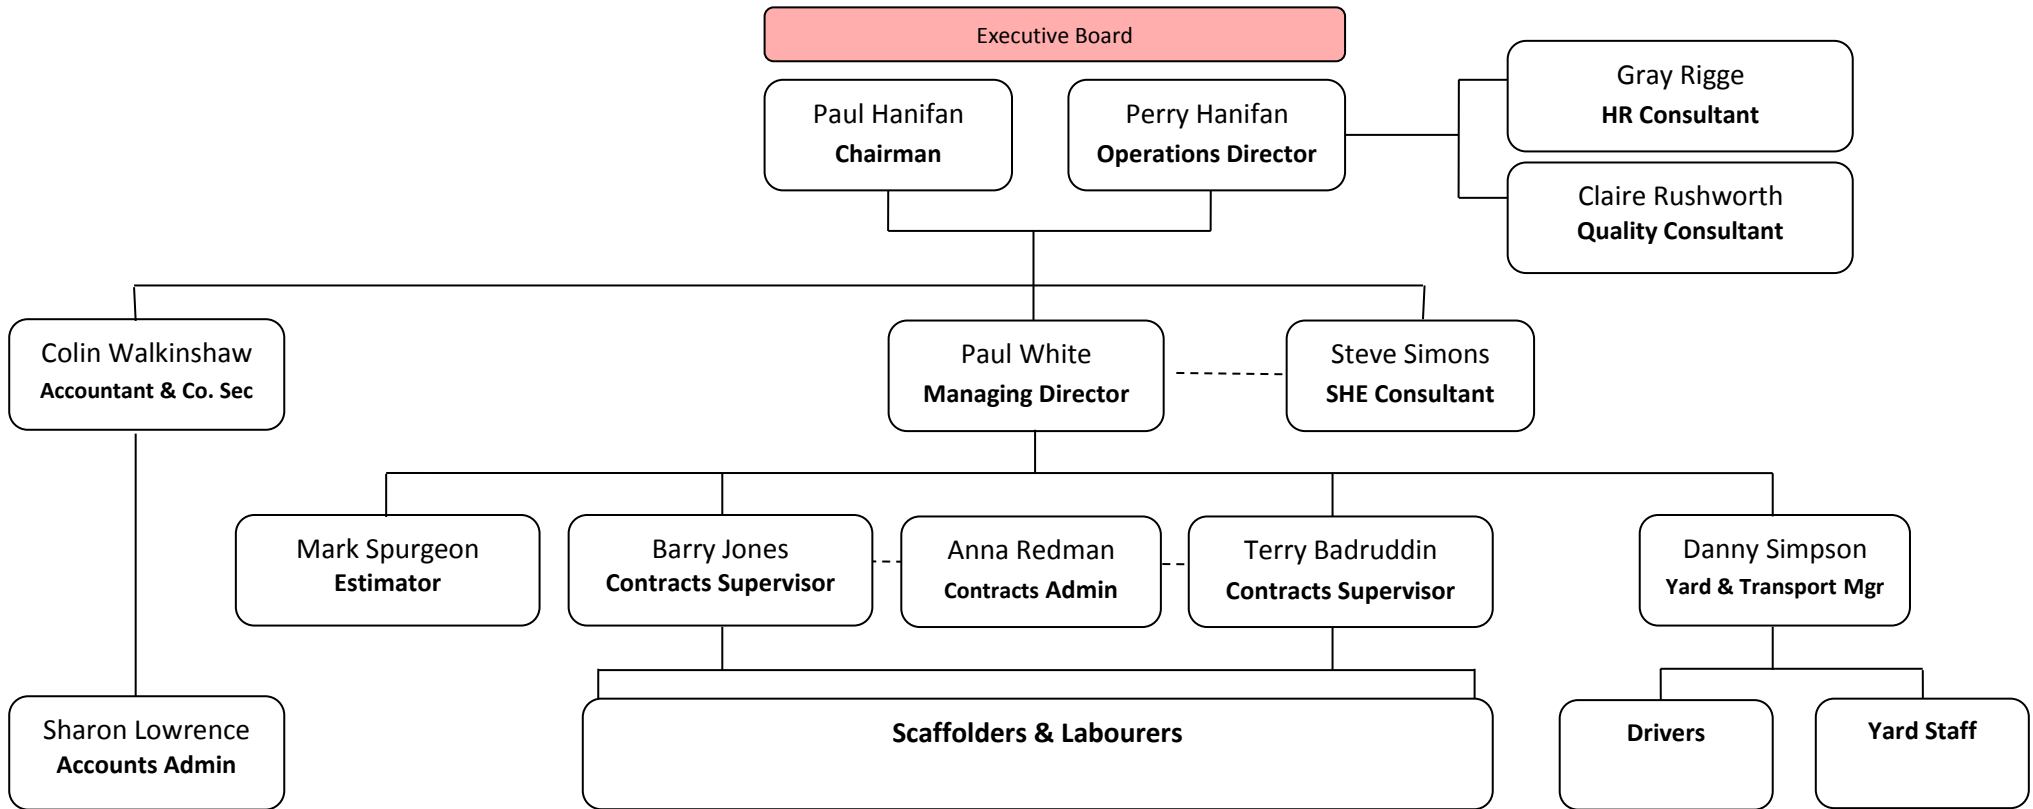 Executive Board
Paul Hanifan
Chairman
Perry Hanifan
Operations Director
Gray Rigge
HR Consultant
Claire Rushworth
Quality Consultant
Colin Walkinshaw
Accountant & Co. Sec
Paul White
Managing Director
Steve Simons
SHE Consultant
Mark Spurgeon
Estimator
Barry Jones
Contracts Supervisor
Anna Redman
Contracts Admin
Terry Badruddin
Contracts Supervisor
Danny Simpson
Yard & Transport Mgr
Sharon Lowrence
Accounts Admin
Scaffolders & Labourers
Drivers
Yard Staff